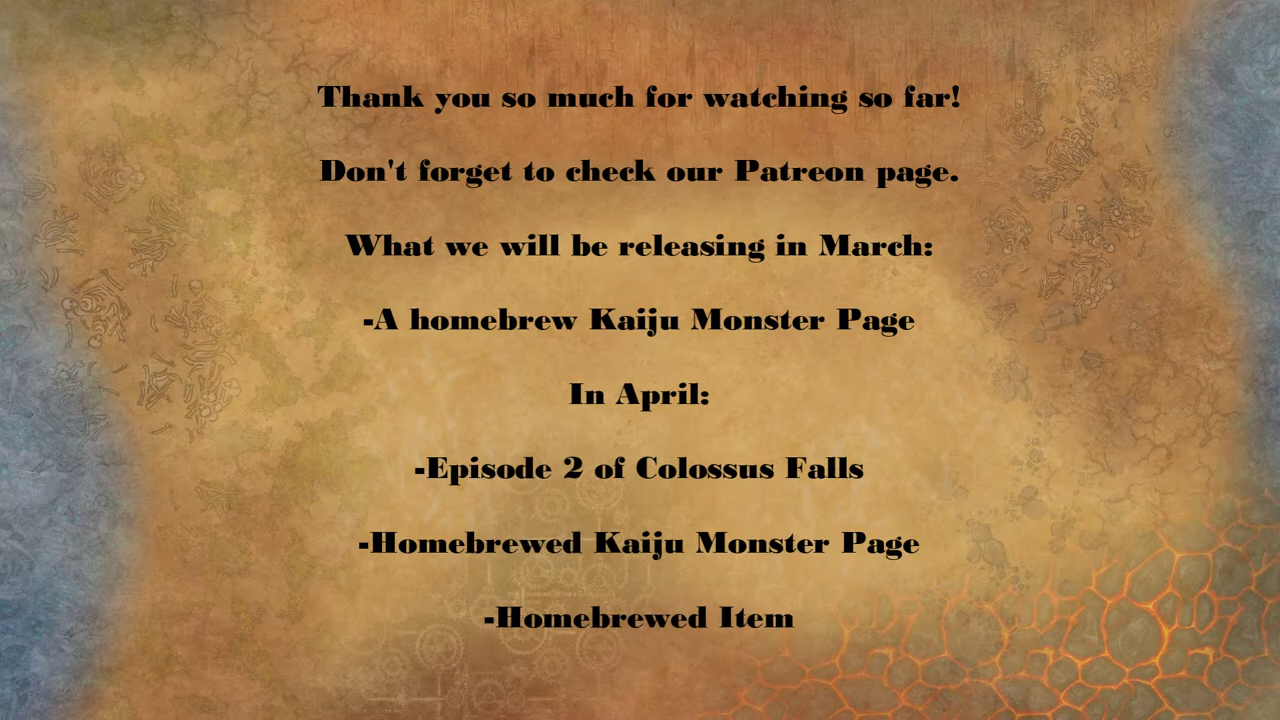 Thank you so much for watching so far!
Don't forget to check our Patreon page.
What we will be releasing in March:
-A homebrew Kaiju Monster Page
In April:
-Episode 2 of Colossus Falls
-Homebrewed Kaiju Monster Page
-Homebrewed Item